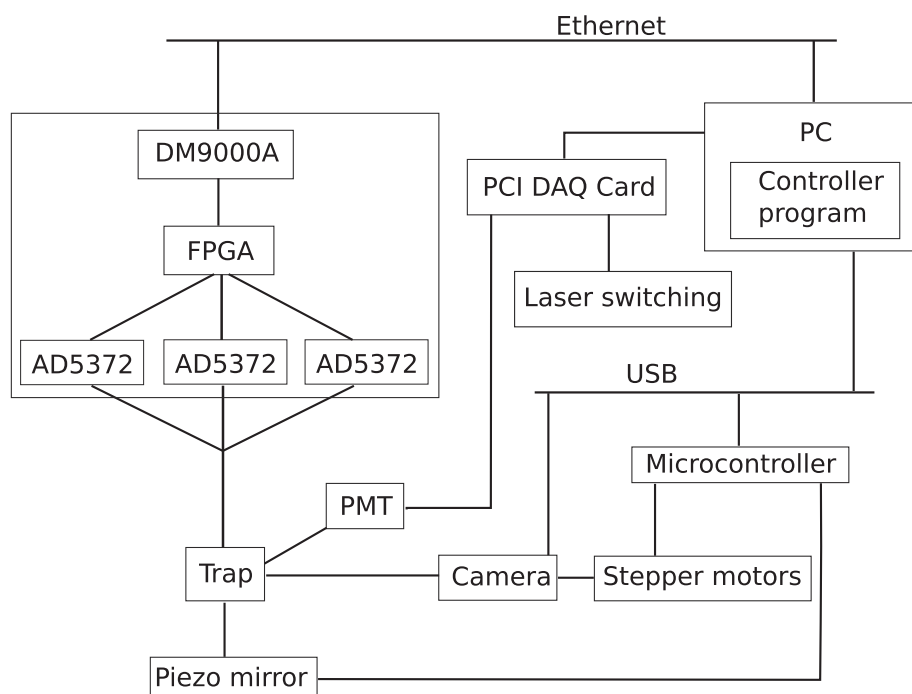 Ethernet
DM9000A
PC
PCI DAQ Card
Controller
program
FPGA
Laser switching
AD5372
AD5372
AD5372
USB
Microcontroller
PMT
Trap
Camera
Stepper motors
Piezo mirror